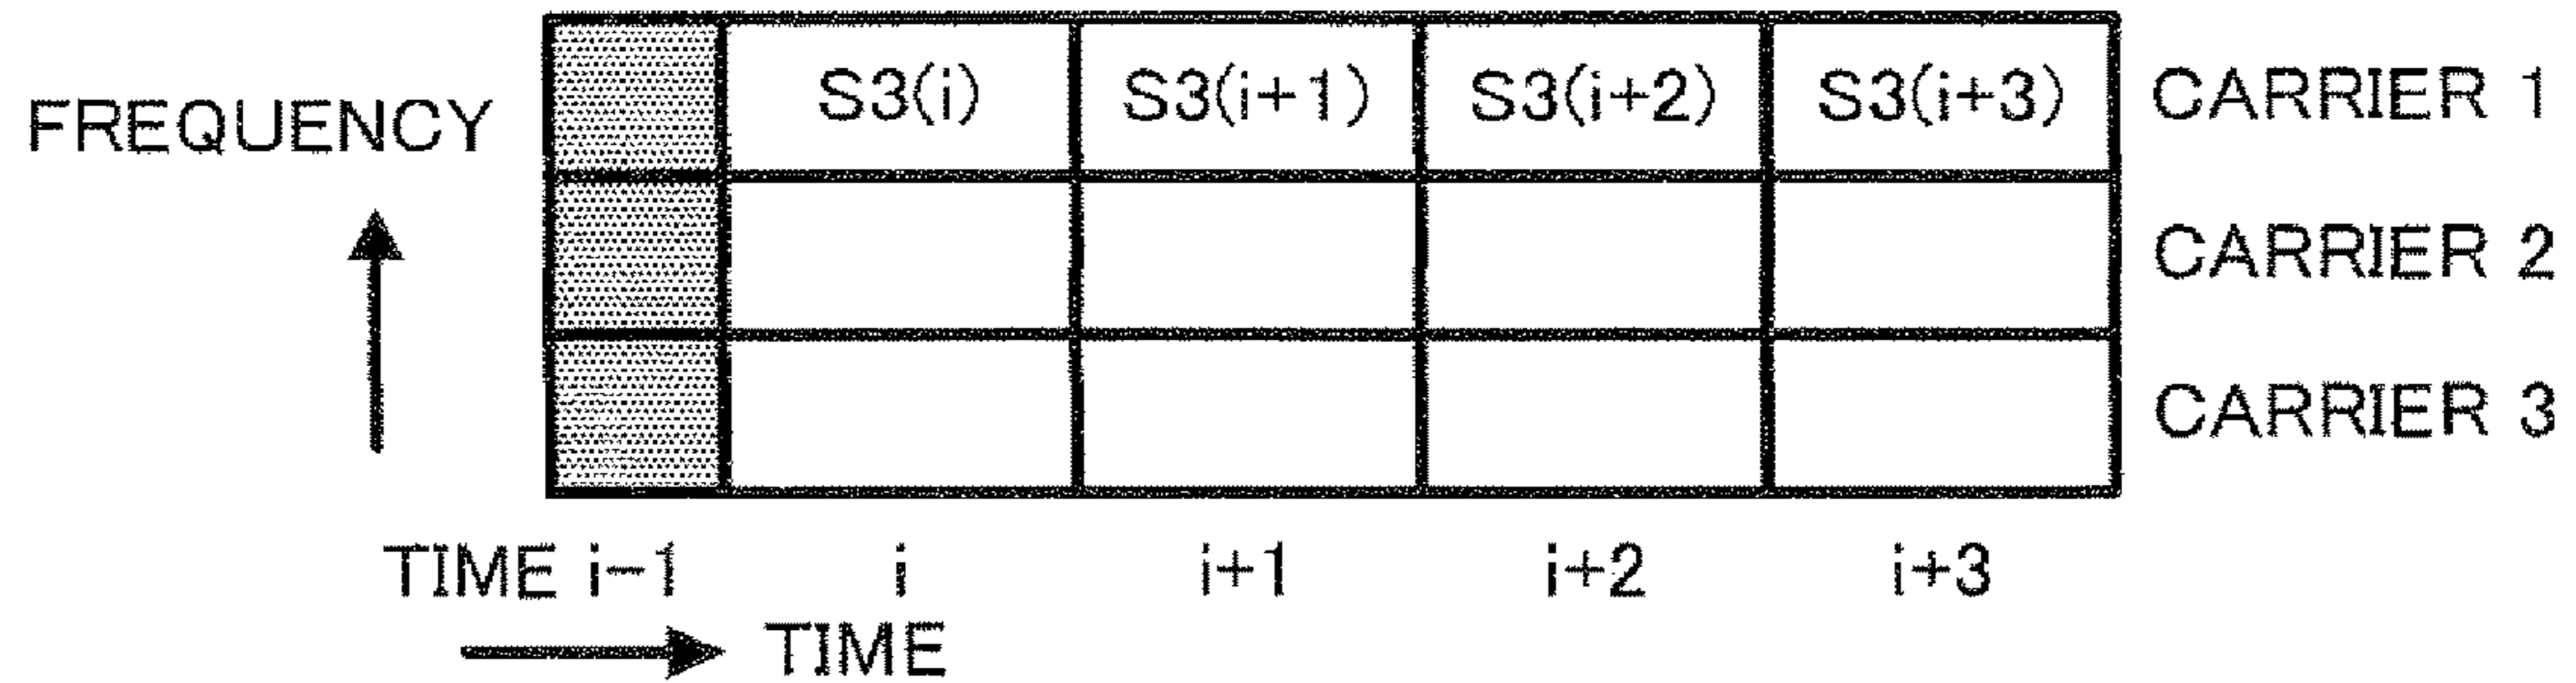 S3(i) S3(i+1) S3(i+2) S3(i+3) CARRIER 1
FREQUENCY
CARRIER 2
CARRIER 3
TIME i-1 i i+1 i+2 i+3
TIME